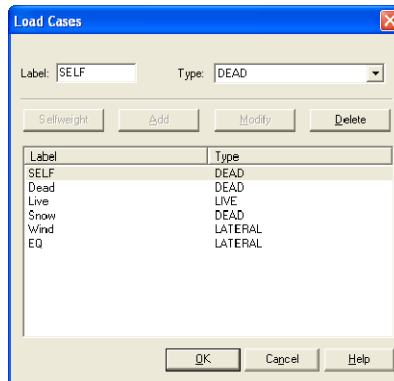 Load Cases
Label: SELF Type: DEAD
Selfweight Add Modify Delete
Label Type
SELF DEAD
Dead DEAD
Live LIVE
Snow DEAD
Wind LATERAL
EQ LATERAL
OK Cancel Help